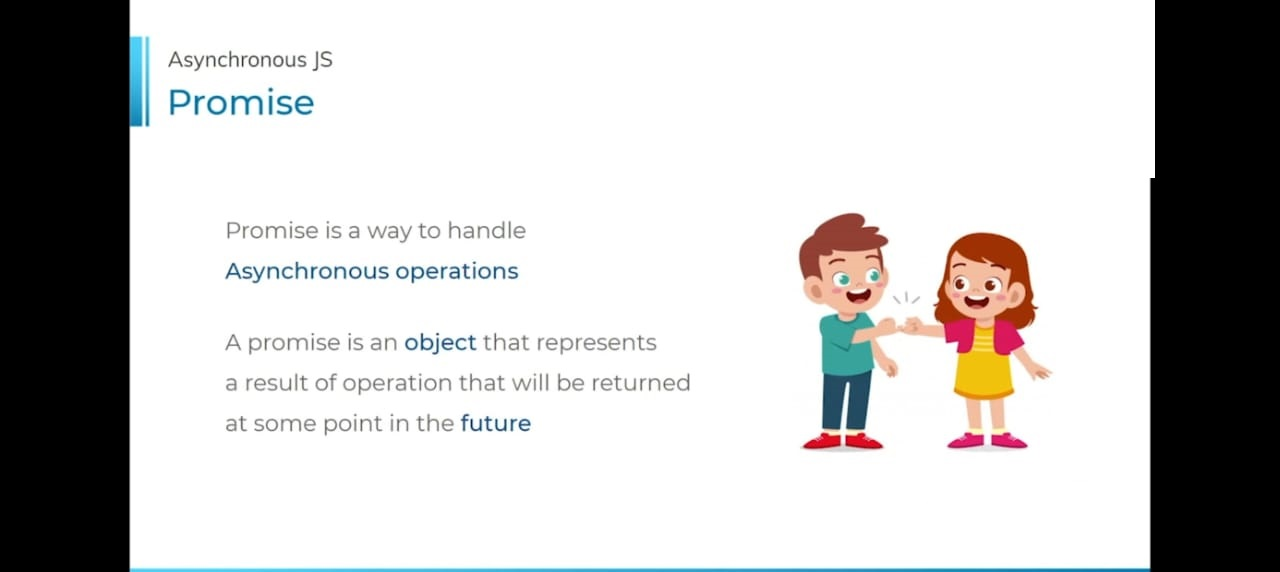 Asynchronous JS
Promise
Promise is a way to handle
Asynchronous operations
A promise is an object that represents
a result of operation that will be returned
at some point in the future